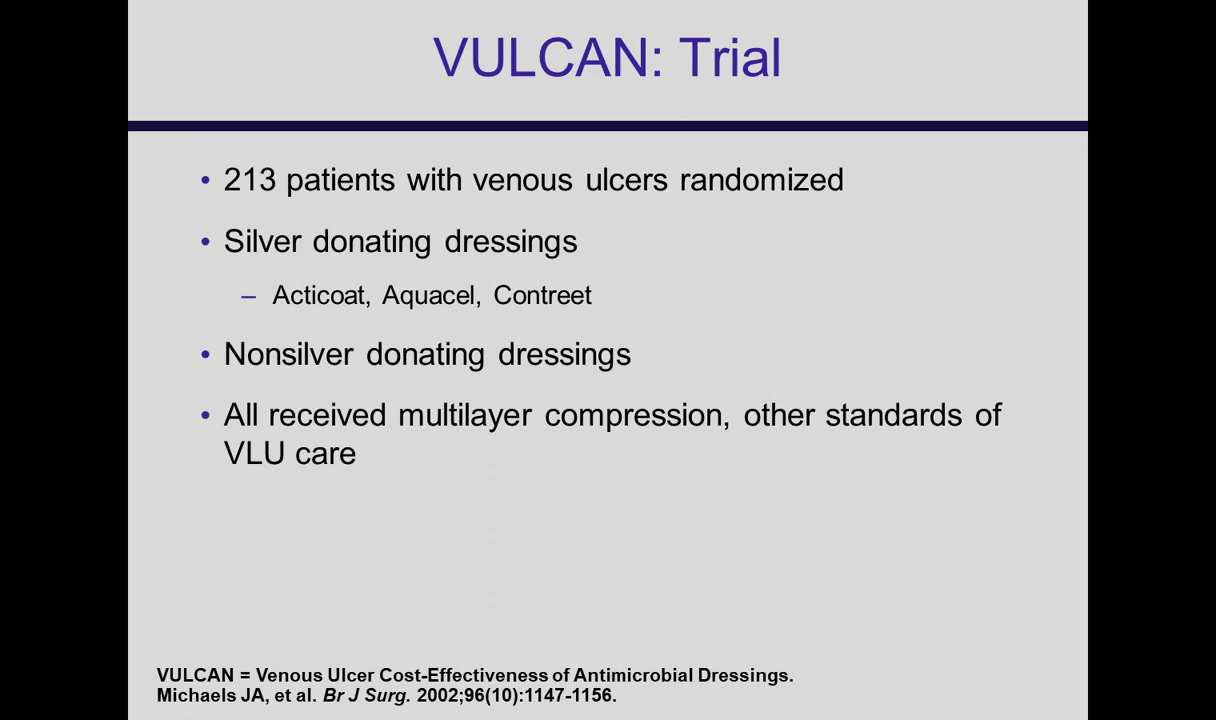 VULCAN: Trial
• 213 patients with venous ulcers randomized
• Silver donating dressings
– Acticoat, Aquacel, Contreet
• Nonsilver donating dressings
• All received multilayer compression, other standards of
VLU care
VULCAN = Venous Ulcer Cost-Effectiveness of Antimicrobial Dressings.
Michaels JA, et al. Br J Surg. 2002;96(10):1147-1156.